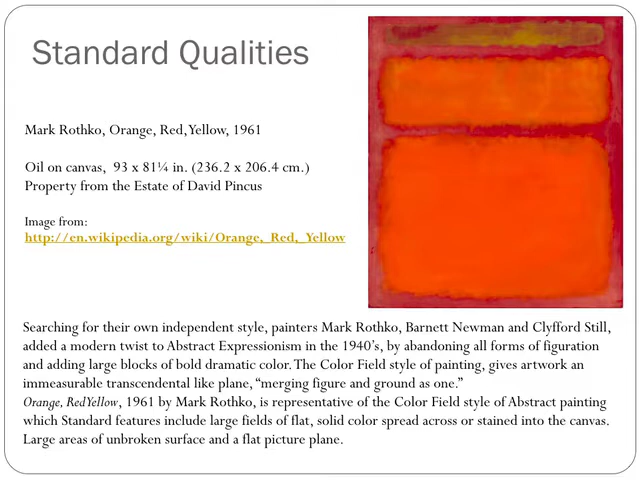 Standard Qualities
Mark Rothko, Orange, Red,Yellow, 1961
Oil on canvas, 93 x 81¼ in. (236.2 x 206.4 cm.)
Property from the Estate of David Pincus
Image from:
http://en.wikipedia.org/wiki/Orange,_Red,_Yellow
Searching for their own independent style, painters Mark Rothko, Barnett Newman and Clyfford Still,
added a modern twist to Abstract Expressionism in the 1940’s, by abandoning all forms of figuration
and adding large blocks of bold dramatic color. The Color Field style of painting, gives artwork an
immeasurable transcendental like plane, “merging figure and ground as one.”
Orange, RedYellow, 1961 by Mark Rothko, is representative of the Color Field style of Abstract painting
which Standard features include large fields of flat, solid color spread across or stained into the canvas.
Large areas of unbroken surface and a flat picture plane.